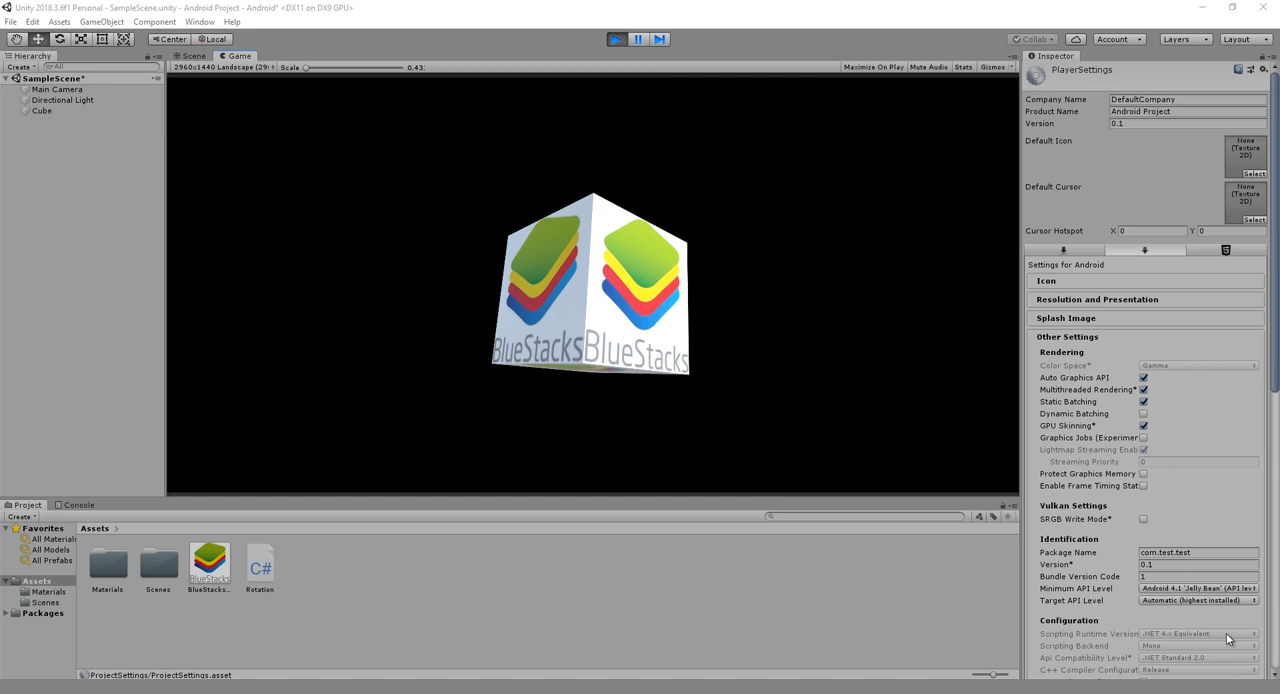 Unity 2018.3.6f1 Personal - SampleScene.unity - Android Project - Android* <DX11 on DX9 GPU>
File Edit Assets GameObject Component Window Help
Center Local
Collab Account Layers Layout
Hierarchy
Create All
SampleScene*
Main Camera
Directional Light
Cube
Scene Game
2960x1440 Landscape (29: Scale 0.43: Maximize On Play Mute Audio Stats Gizmos
BlueStacks BlueStacks
Inspector
PlayerSettings
Company Name DefaultCompany
Product Name Android Project
Version 0.1
Default Icon
None
(Texture
2D)
Select
Default Cursor
None
(Texture
2D)
Select
Cursor Hotspot X 0 Y 0
Settings for Android
Icon
Resolution and Presentation
Splash Image
Other Settings
Rendering
Color Space* Gamma
Auto Graphics API
Multithreaded Rendering*
Static Batching
Dynamic Batching
GPU Skinning*
Graphics Jobs (Experimer
Lightmap Streaming Enab
Streaming Priority 0
Protect Graphics Memory
Enable Frame Timing Stat
Vulkan Settings
SRGB Write Mode*
Identification
Package Name com.test.test
Version* 0.1
Bundle Version Code 1
Minimum API Level Android 4.1 'Jelly Bean' (API lev
Target API Level Automatic (highest installed)
Configuration
Scripting Runtime Version .NET 4.x Equivalent
Scripting Backend Mono
Api Compatibility Level* .NET Standard 2.0
C++ Compiler Configurat Release
Project Console
Create
Favorites
All Materials
All Models
All Prefabs
Assets
Materials
Scenes
Packages
Assets
Materials
Scenes
BlueStacks
BlueStacks...
C#
Rotation
ProjectSettings/ProjectSettings.asset